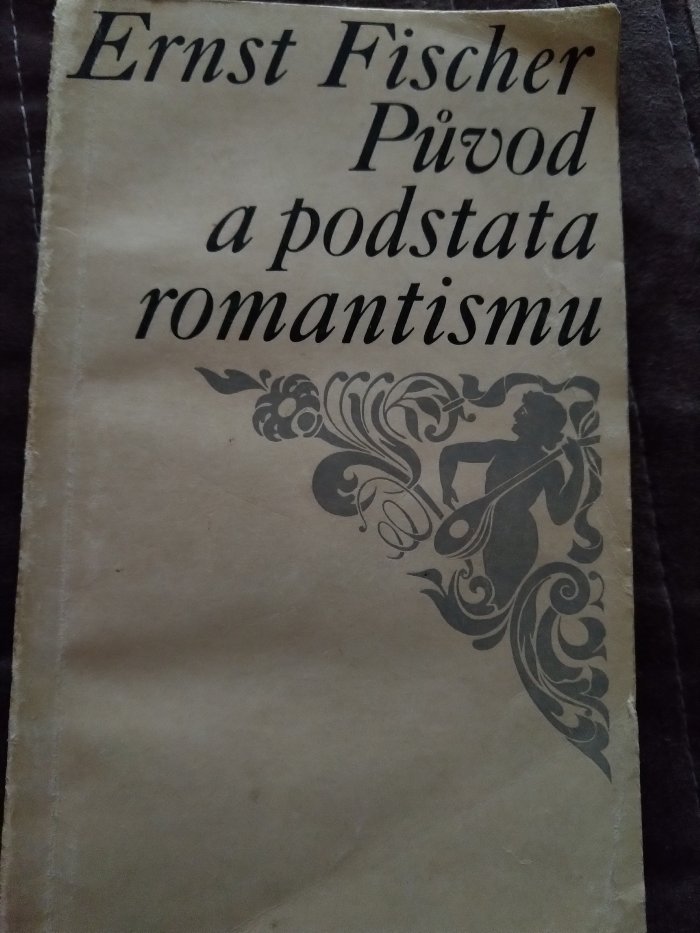 Ernst Fischer
Původ
a podstata
romantismu